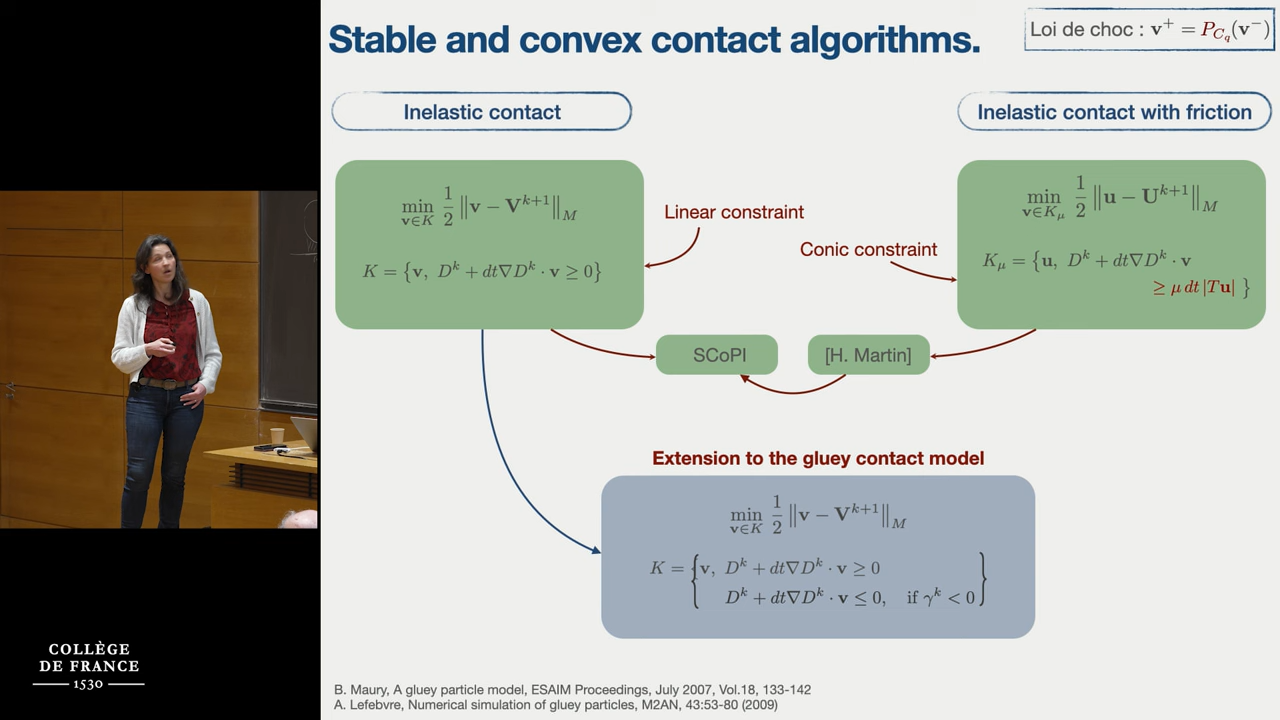 Stable and convex contact algorithms.
Loi de choc : v⁺ = P_{C_q}(v⁻)
Inelastic contact
Inelastic contact with friction
min_{v∈K} 1/2 ‖v − V^{k+1}‖_M
K = {v, D^k + dt∇D^k · v ≥ 0}
Linear constraint
Conic constraint
min_{v∈K_μ} 1/2 ‖u − U^{k+1}‖_M
K_μ = {u, D^k + dt∇D^k · v
≥ μ dt |Tu| }
SCoPI
[H. Martin]
Extension to the gluey contact model
min_{v∈K} 1/2 ‖v − V^{k+1}‖_M
K = {v, D^k + dt∇D^k · v ≥ 0
D^k + dt∇D^k · v ≤ 0, if γ^k < 0}
COLLÈGE
DE FRANCE
1530
B. Maury, A gluey particle model, ESAIM Proceedings, July 2007, Vol.18, 133-142
A. Lefebvre, Numerical simulation of gluey particles, M2AN, 43:53-80 (2009)